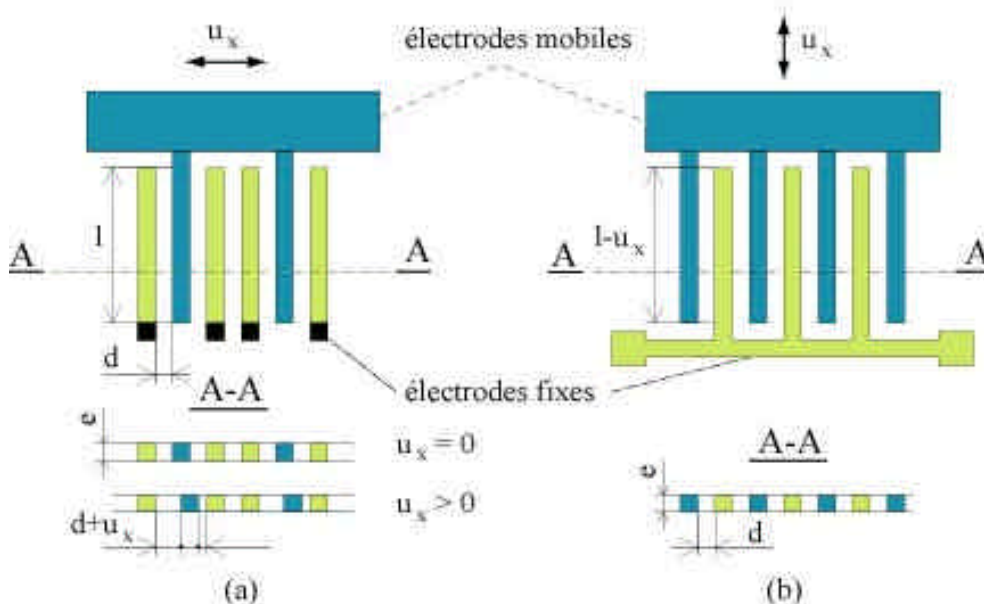 u_x
électrodes mobiles
u_x
l
l-u_x
A
A
A
A
d
électrodes fixes
A-A
e
u_x = 0
A-A
e
u_x > 0
d+u_x
d
(a)
(b)